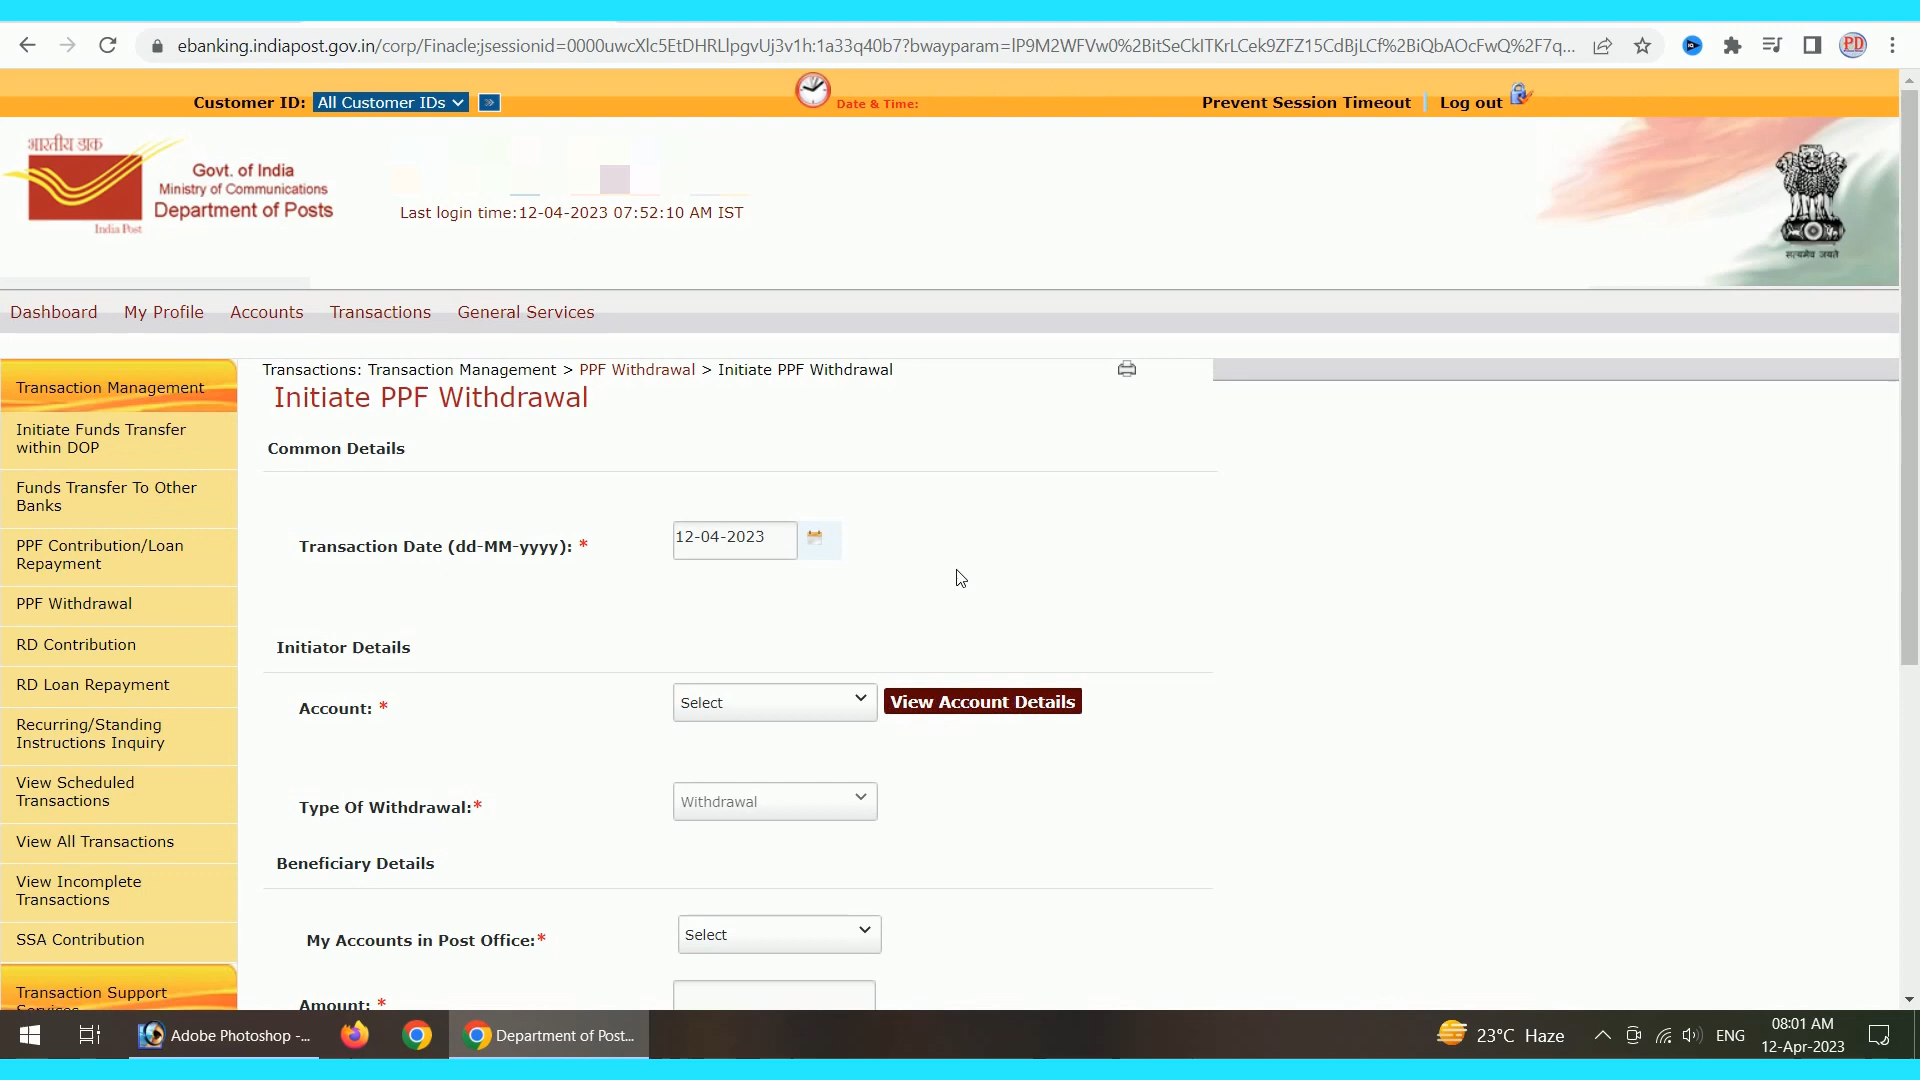 ebanking.indiapost.gov.in/corp/Finacle;jsessionid=0000uwcXlc5EtDHRLlpgvUj3v1h:1a33q40b7?bwayparam=lP9M2WFVw0%2BitSeCkITKrLCek9ZFZ15CdBjLCf%2BiQbAOcFwQ%2F7q...
PD
Customer ID: All Customer IDs »
Date & Time:
Prevent Session Timeout Log out
भारतीय डाक
Govt. of India
Ministry of Communications
Department of Posts
India Post
Last login time:12-04-2023 07:52:10 AM IST
सत्यमेव जयते
Dashboard My Profile Accounts Transactions General Services
Transaction Management
Initiate Funds Transfer
within DOP
Funds Transfer To Other
Banks
PPF Contribution/Loan
Repayment
PPF Withdrawal
RD Contribution
RD Loan Repayment
Recurring/Standing
Instructions Inquiry
View Scheduled
Transactions
View All Transactions
View Incomplete
Transactions
SSA Contribution
Transaction Support
Services
Transactions: Transaction Management > PPF Withdrawal > Initiate PPF Withdrawal
Initiate PPF Withdrawal
Common Details
Transaction Date (dd-MM-yyyy): * 12-04-2023
Initiator Details
Account: * Select View Account Details
Type Of Withdrawal:* Withdrawal
Beneficiary Details
My Accounts in Post Office:* Select
Amount: *
Adobe Photoshop -...
Department of Post...
23°C Haze
ENG
08:01 AM
12-Apr-2023